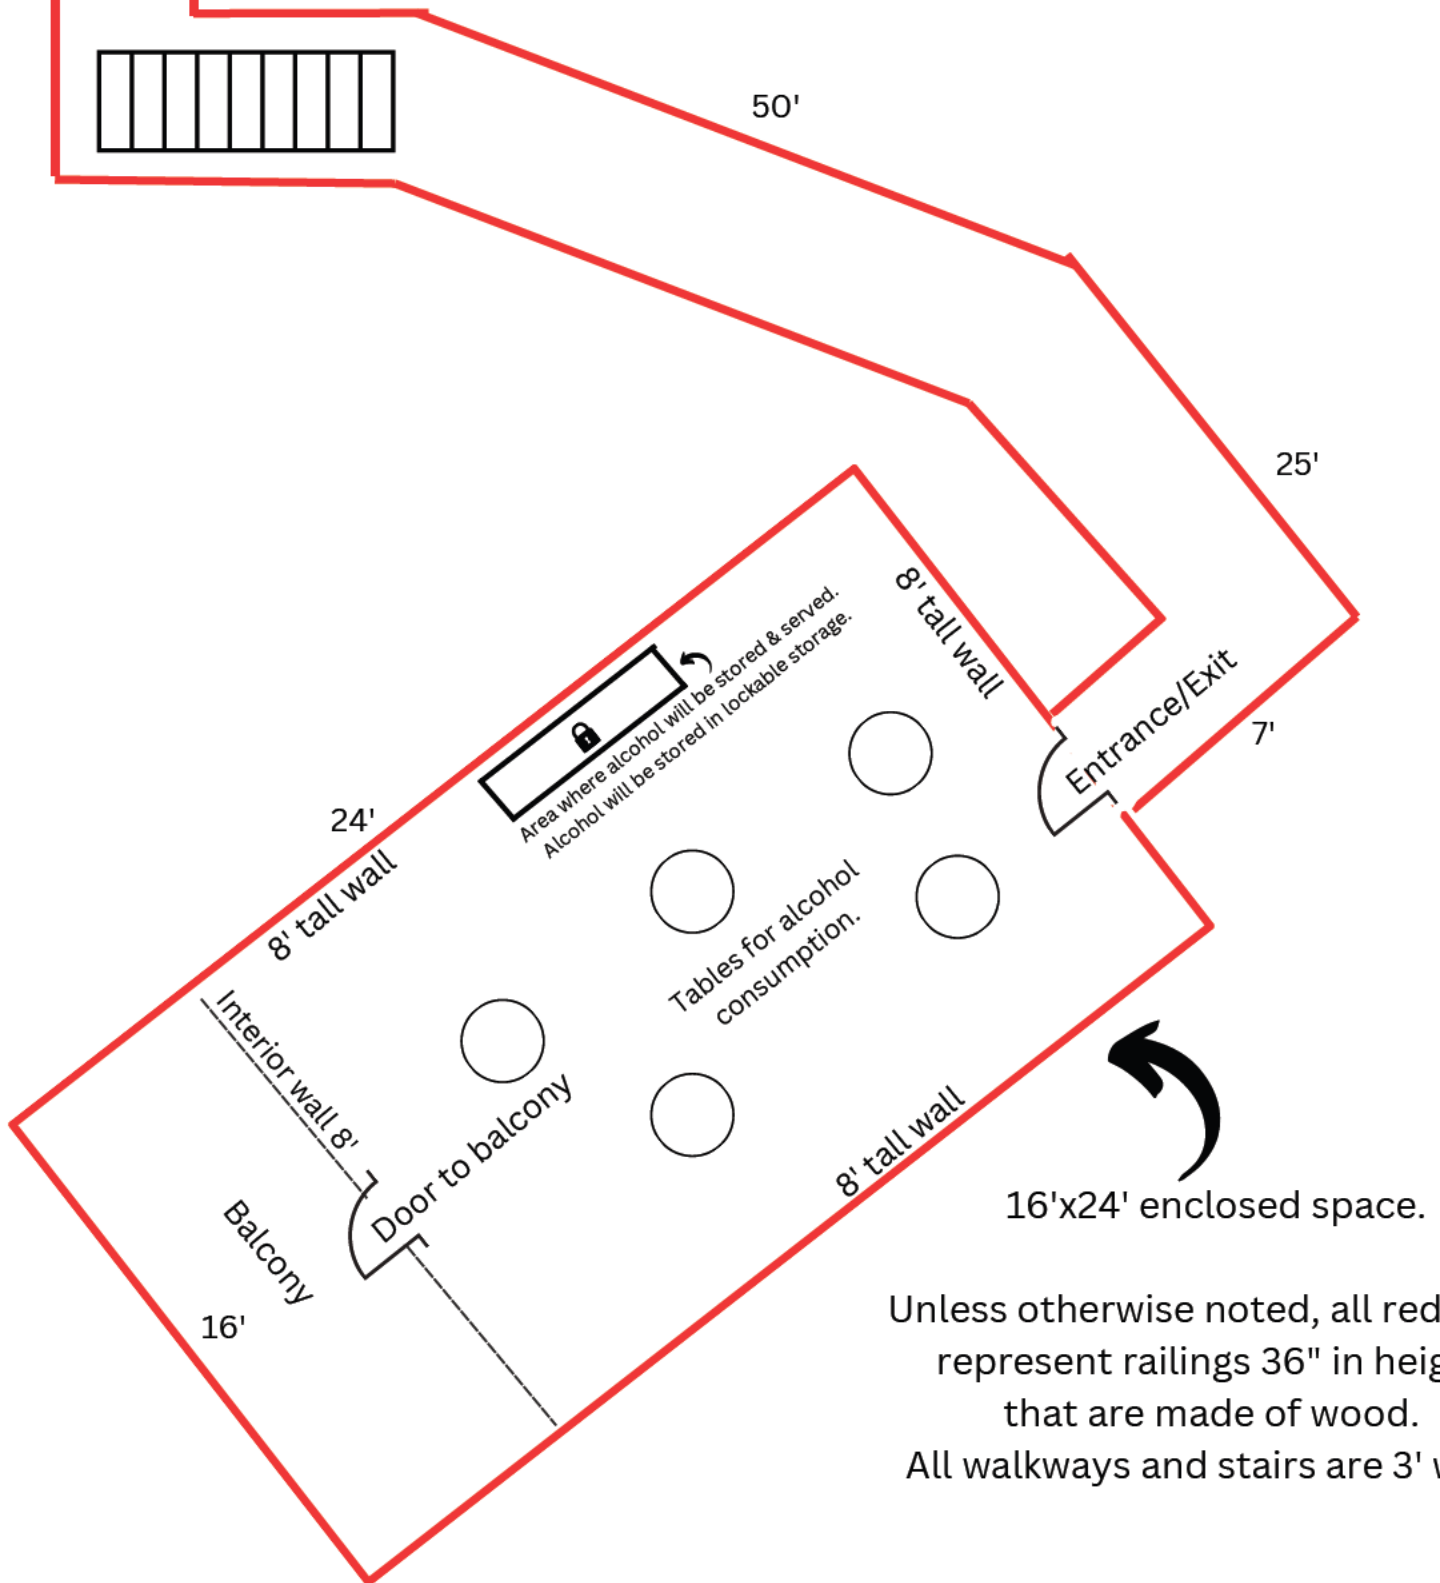 50'
25'
8' tall wall
Area where alcohol will be stored & served.
Alcohol will be stored in lockable storage.
Entrance/Exit
7'
24'
8' tall wall
Tables for alcohol
consumption.
Interior wall 8'
Door to balcony
Balcony
8' tall wall
16'
16'x24' enclosed space.
Unless otherwise noted, all red
represent railings 36" in
that are made of wood.
All walkways and stairs are 3'